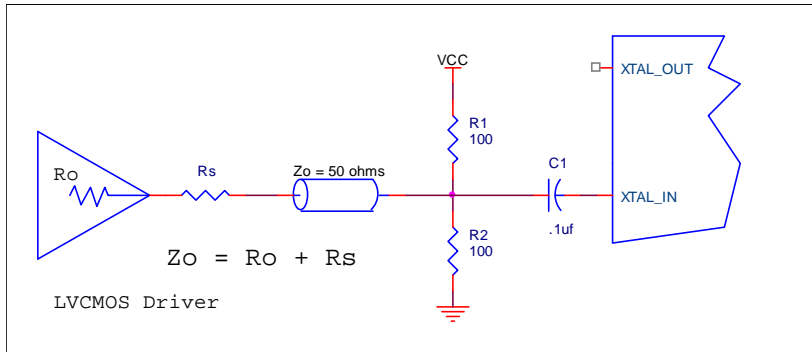 VCC
XTAL_OUT
R1
100
Ro
Rs
Zo = 50 ohms
C1
XTAL_IN
.1uf
R2
100
Zo = Ro + Rs
LVCMOS Driver